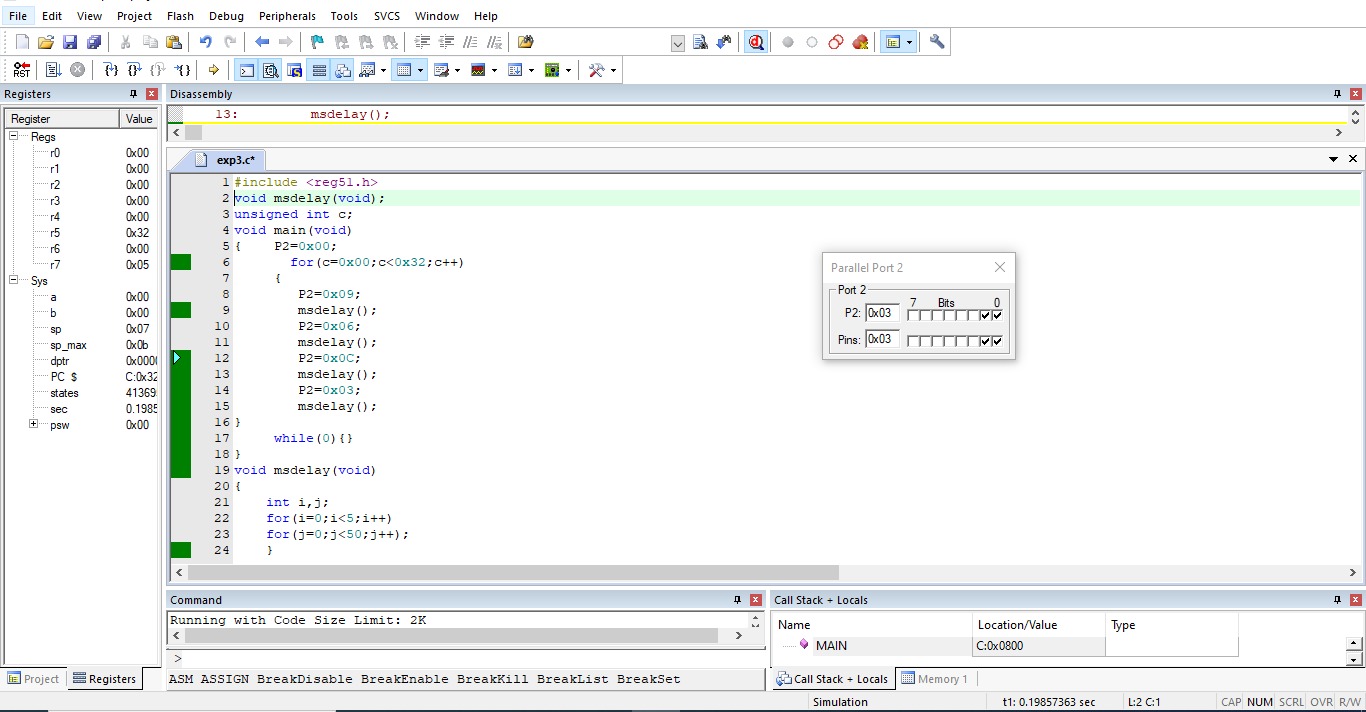 File Edit View Project Flash Debug Peripherals Tools SVCS Window Help
RST
Registers
Register Value
Regs
r0 0x00
r1 0x00
r2 0x00
r3 0x00
r4 0x00
r5 0x32
r6 0x00
r7 0x05
Sys
a 0x00
b 0x00
sp 0x07
sp_max 0x0b
dptr 0x0000
PC $ C:0x32
states 41369
sec 0.1985
psw 0x00
Project Registers
Disassembly
13: msdelay();
exp3.c*
1 #include <reg51.h>
2 void msdelay(void);
3 unsigned int c;
4 void main(void)
5 { P2=0x00;
6 for(c=0x00;c<0x32;c++)
7 {
8 P2=0x09;
9 msdelay();
10 P2=0x06;
11 msdelay();
12 P2=0x0C;
13 msdelay();
14 P2=0x03;
15 msdelay();
16 }
17 while(0){}
18 }
19 void msdelay(void)
20 {
21 int i,j;
22 for(i=0;i<5;i++)
23 for(j=0;j<50;j++);
24 }
Parallel Port 2
Port 2
7 Bits 0
P2: 0x03
Pins: 0x03
Command
Running with Code Size Limit: 2K
>
ASM ASSIGN BreakDisable BreakEnable BreakKill BreakList BreakSet
Call Stack + Locals
Name Location/Value Type
MAIN C:0x0800
Call Stack + Locals Memory 1
Simulation t1: 0.19857363 sec L:2 C:1 CAP NUM SCRL OVR R/W